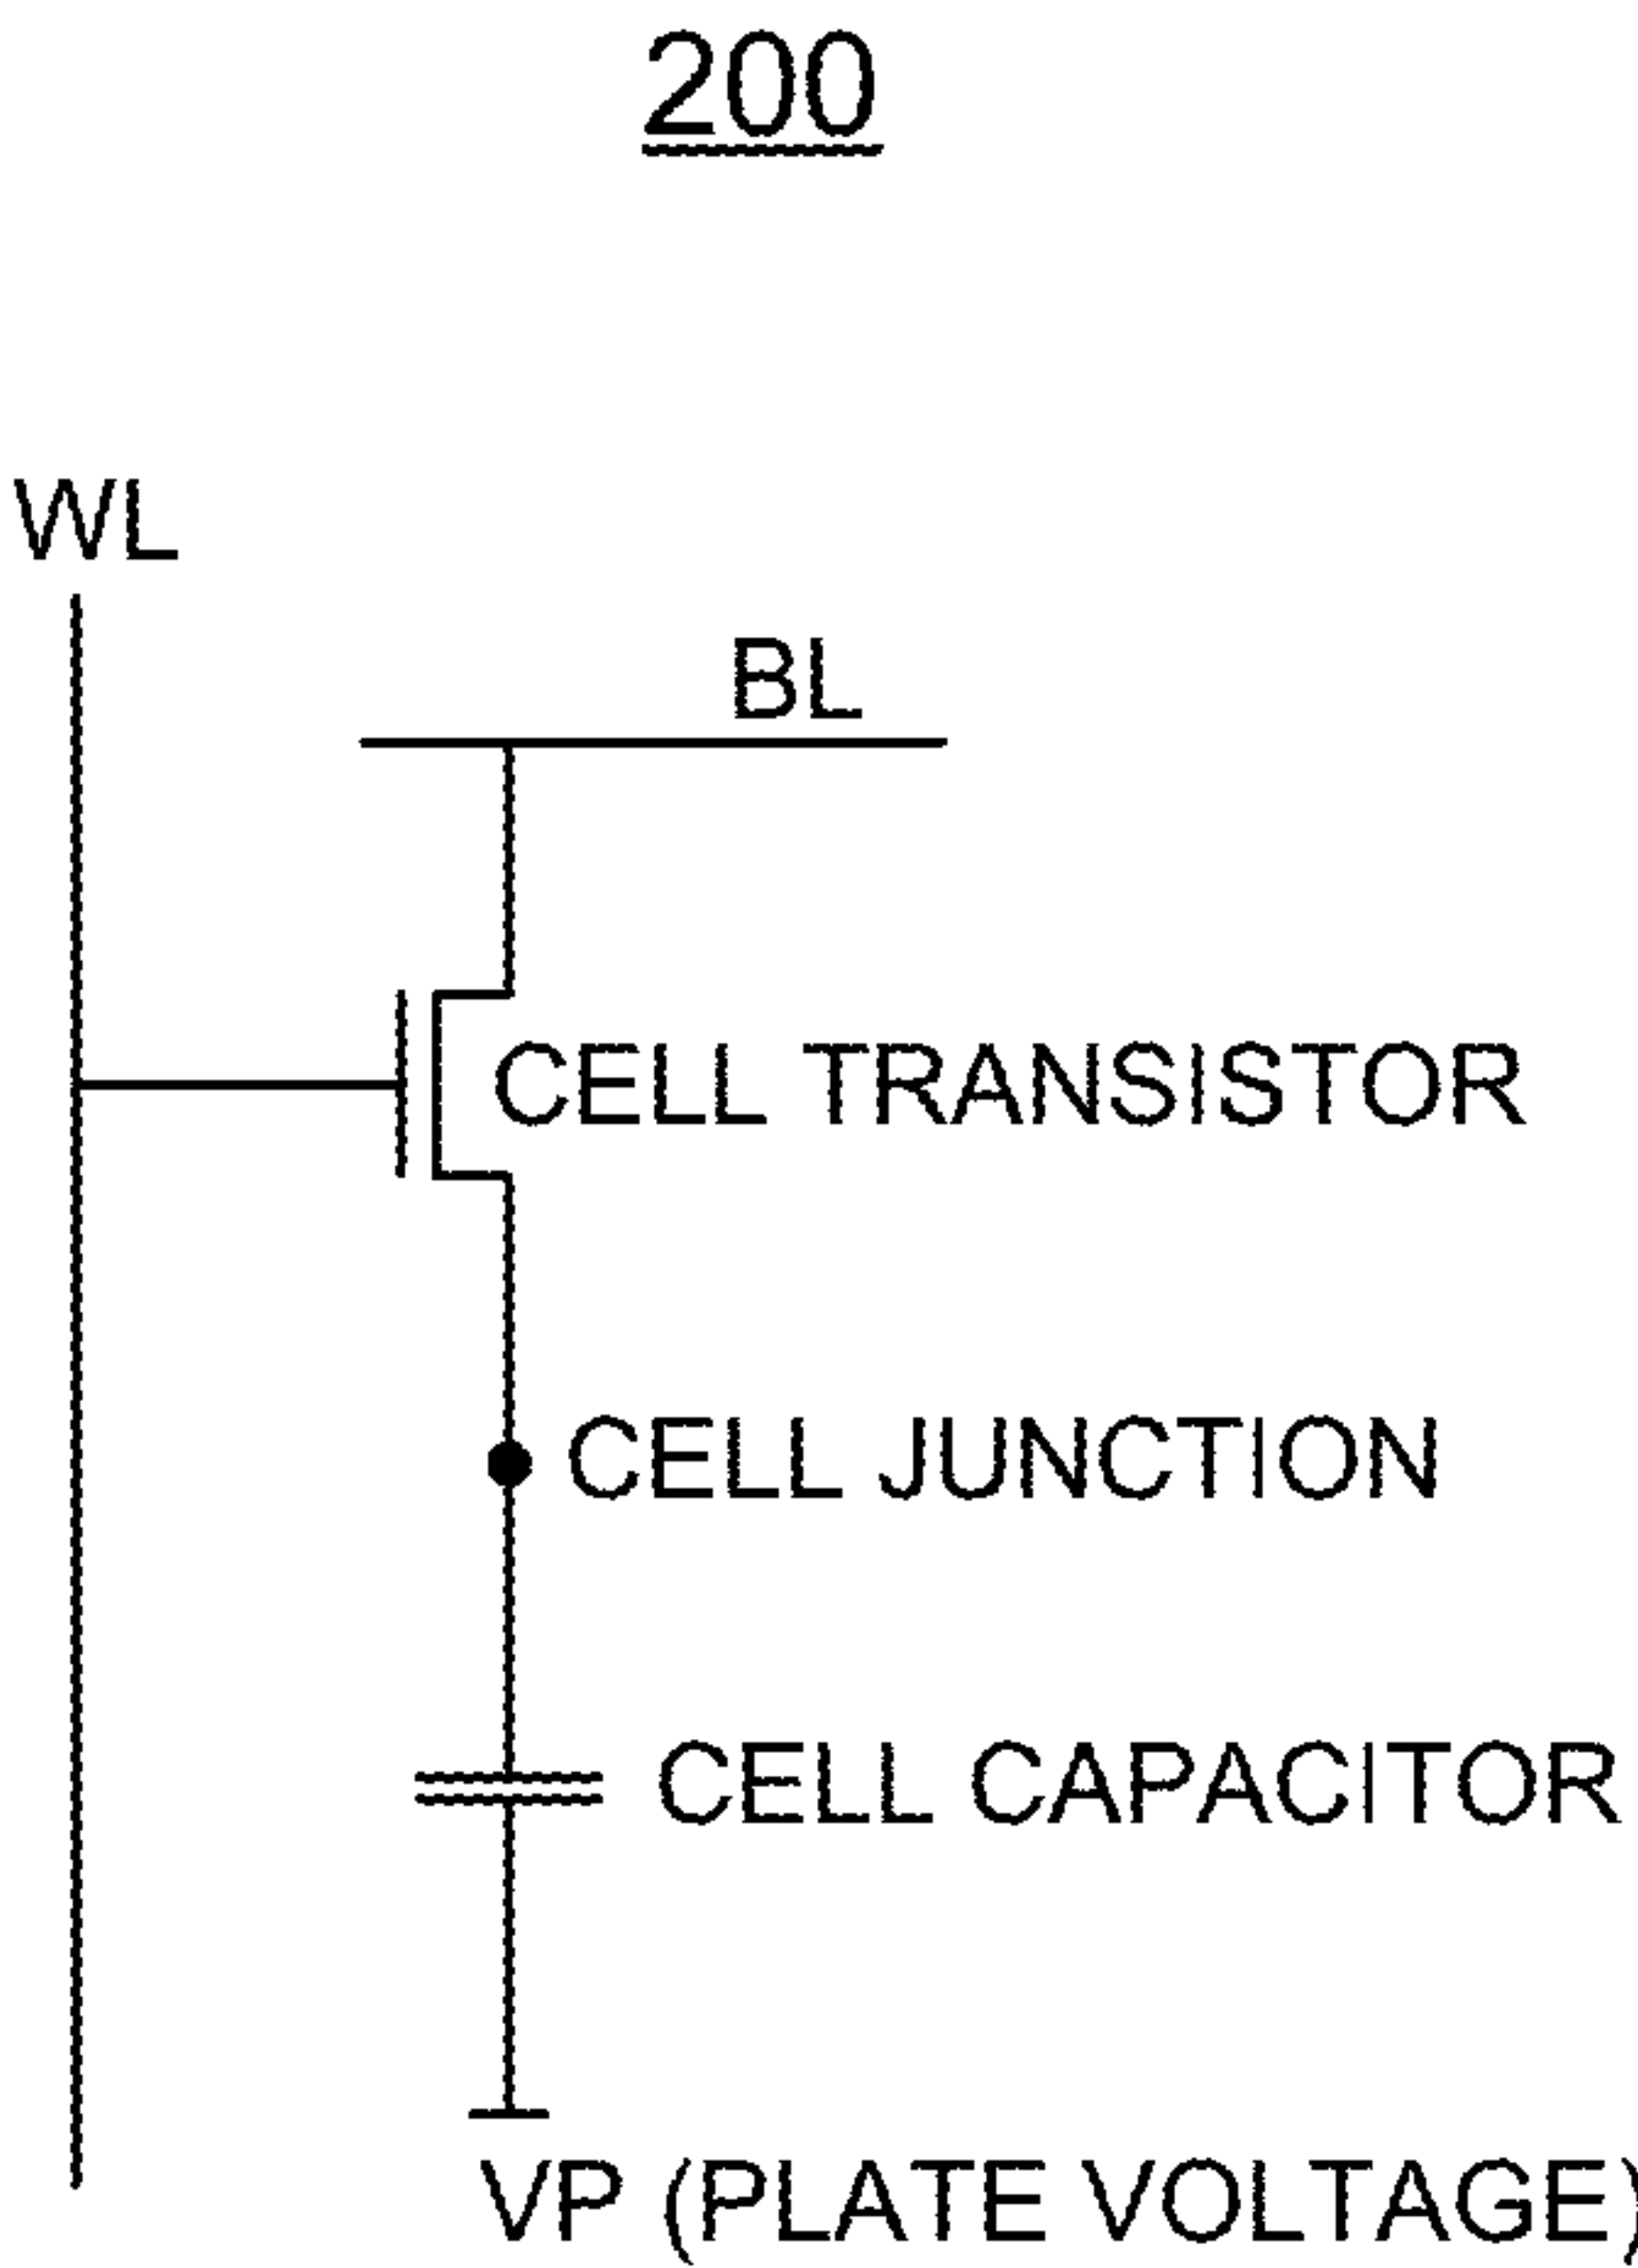 200
WL
BL
CELL TRANSISTOR
CELL JUNCTION
CELL CAPACITOR
VP (PLATE VOLTAGE)